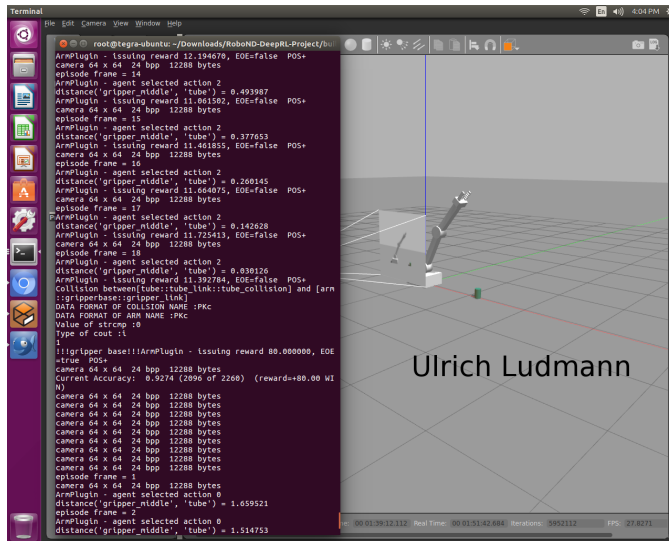 Terminal
En
4:04 PM
File Edit Camera View Window Help
root@tegra-ubuntu: ~/Downloads/RoboND-DeepRL-Project/bui
ArmPlugin - issuing reward 12.194670, EOE=false  POS+
camera 64 x 64  24 bpp  12288 bytes
episode frame = 14
ArmPlugin - agent selected action 2
distance('gripper_middle', 'tube') = 0.493987
ArmPlugin - issuing reward 11.061502, EOE=false  POS+
camera 64 x 64  24 bpp  12288 bytes
episode frame = 15
ArmPlugin - agent selected action 2
distance('gripper_middle', 'tube') = 0.377653
ArmPlugin - issuing reward 11.461855, EOE=false  POS+
camera 64 x 64  24 bpp  12288 bytes
episode frame = 16
ArmPlugin - agent selected action 2
distance('gripper_middle', 'tube') = 0.260145
ArmPlugin - issuing reward 11.664075, EOE=false  POS+
camera 64 x 64  24 bpp  12288 bytes
episode frame = 17
ArmPlugin - agent selected action 2
distance('gripper_middle', 'tube') = 0.142628
ArmPlugin - issuing reward 11.725413, EOE=false  POS+
camera 64 x 64  24 bpp  12288 bytes
episode frame = 18
ArmPlugin - agent selected action 2
distance('gripper_middle', 'tube') = 0.030126
ArmPlugin - issuing reward 11.392784, EOE=false  POS+
Collision between[tube::tube_link::tube_collision] and [arm
::gripperbase::gripper_link]
DATA FORMAT OF COLLSION NAME :PKc
DATA FORMAT OF ARM NAME :PKc
Value of strcmp :0
Type of cout :i
1
!!!gripper base!!!ArmPlugin - issuing reward 80.000000, EOE
=true  POS+
camera 64 x 64  24 bpp  12288 bytes
Current Accuracy:  0.9274 (2096 of 2260)  (reward=+80.00 WI
N)
camera 64 x 64  24 bpp  12288 bytes
camera 64 x 64  24 bpp  12288 bytes
camera 64 x 64  24 bpp  12288 bytes
camera 64 x 64  24 bpp  12288 bytes
camera 64 x 64  24 bpp  12288 bytes
camera 64 x 64  24 bpp  12288 bytes
camera 64 x 64  24 bpp  12288 bytes
episode frame = 1
camera 64 x 64  24 bpp  12288 bytes
ArmPlugin - agent selected action 0
distance('gripper_middle', 'tube') = 1.659521
episode frame = 2
ArmPlugin - agent selected action 0
distance('gripper_middle', 'tube') = 1.514753
Ulrich Ludmann
00 01:39:12.112 Real Time: 00 01:51:42.684 Iterations: 5952112 FPS: 27.8271